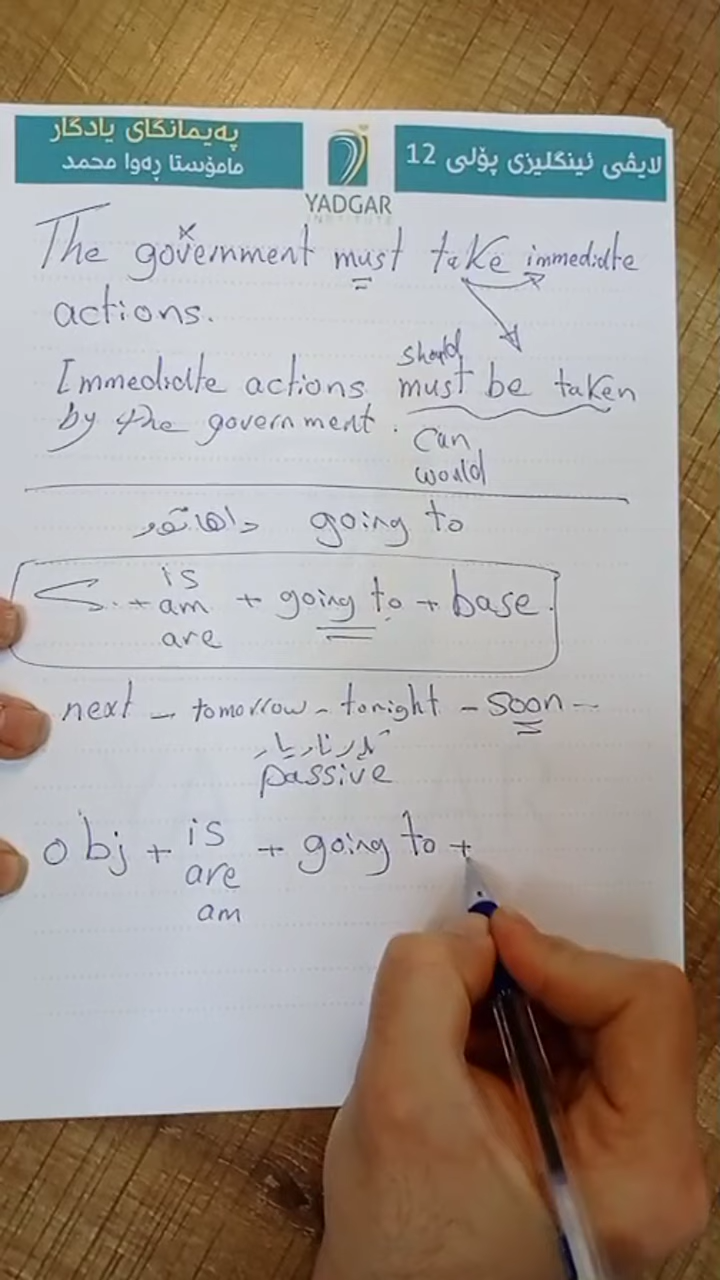 پەیمانگای یادگار
مامۆستا ڕەوا محمد
YADGAR
INSTITUTE
لایڤی ئینگلیزی پۆلی 12
The government must take immediate
actions.
should
Immediate actions must be taken
by the government.
can
would
داهاتوو going to
S. + is + going to + base.
am
are
next - tomorrow - tonight - soon -
passive
obj + is + going to +
are
am